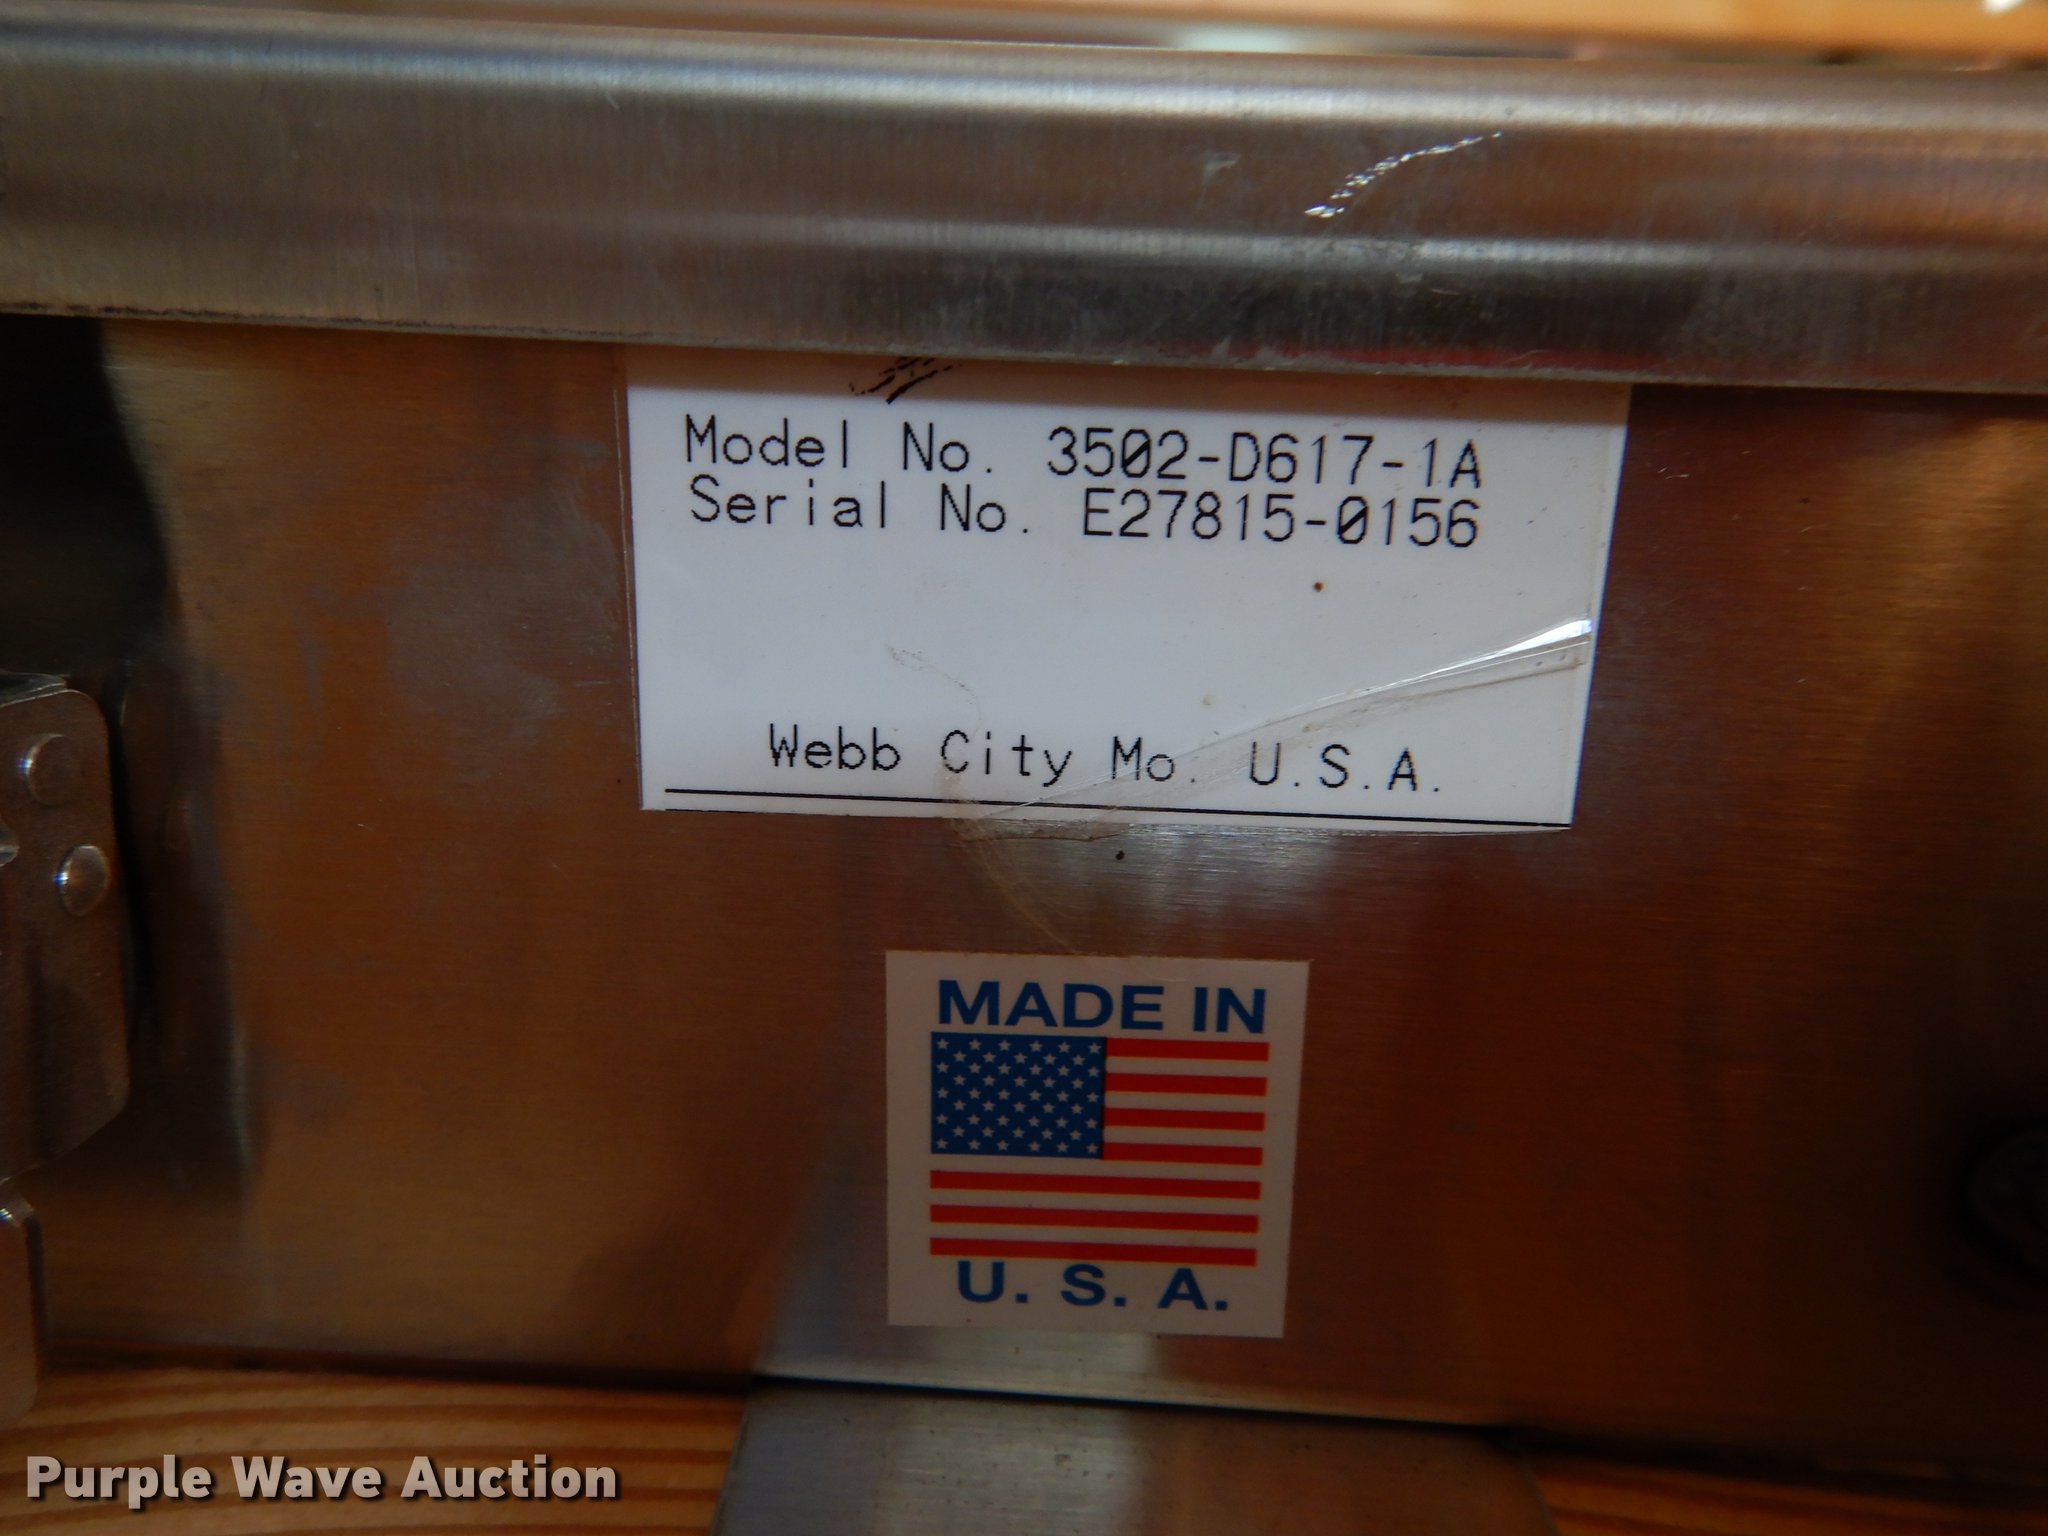 Model No. 3502-D617-1A
Serial No. E27815-0156
Webb City Mo. U.S.A.
MADE IN
U. S. A.
Purple Wave Auction